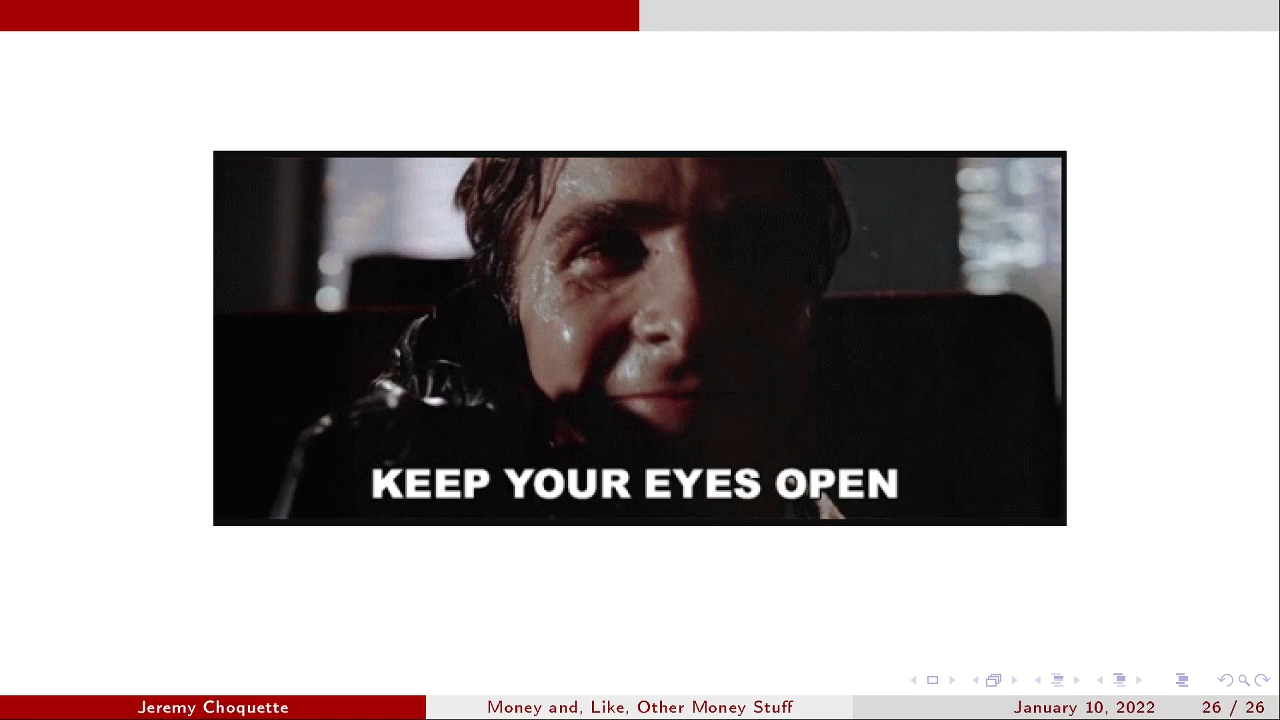 KEEP YOUR EYES OPEN
Jeremy Choquette
Money and, Like, Other Money Stuff
January 10, 2022
26 / 26